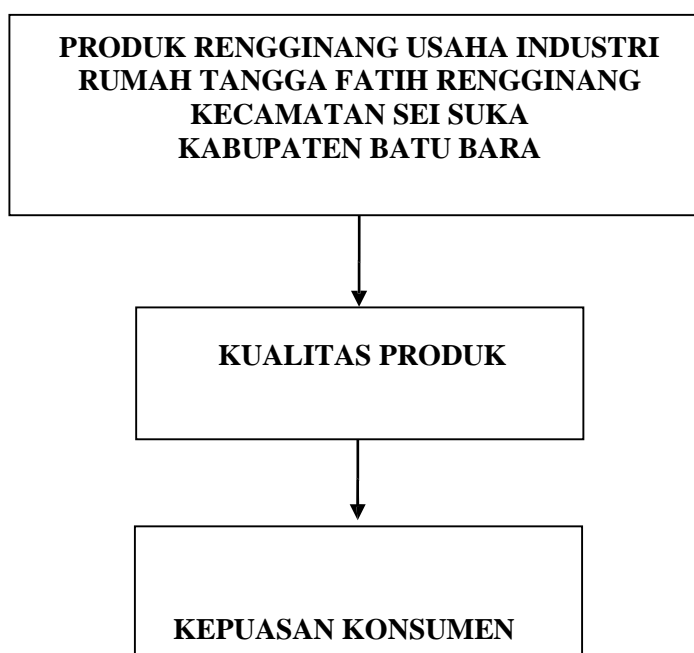 PRODUK RENGGINANG USAHA INDUSTRI
RUMAH TANGGA FATIH RENGGINANG
KECAMATAN SEI SUKA
KABUPATEN BATU BARA
KUALITAS PRODUK
KEPUASAN KONSUMEN